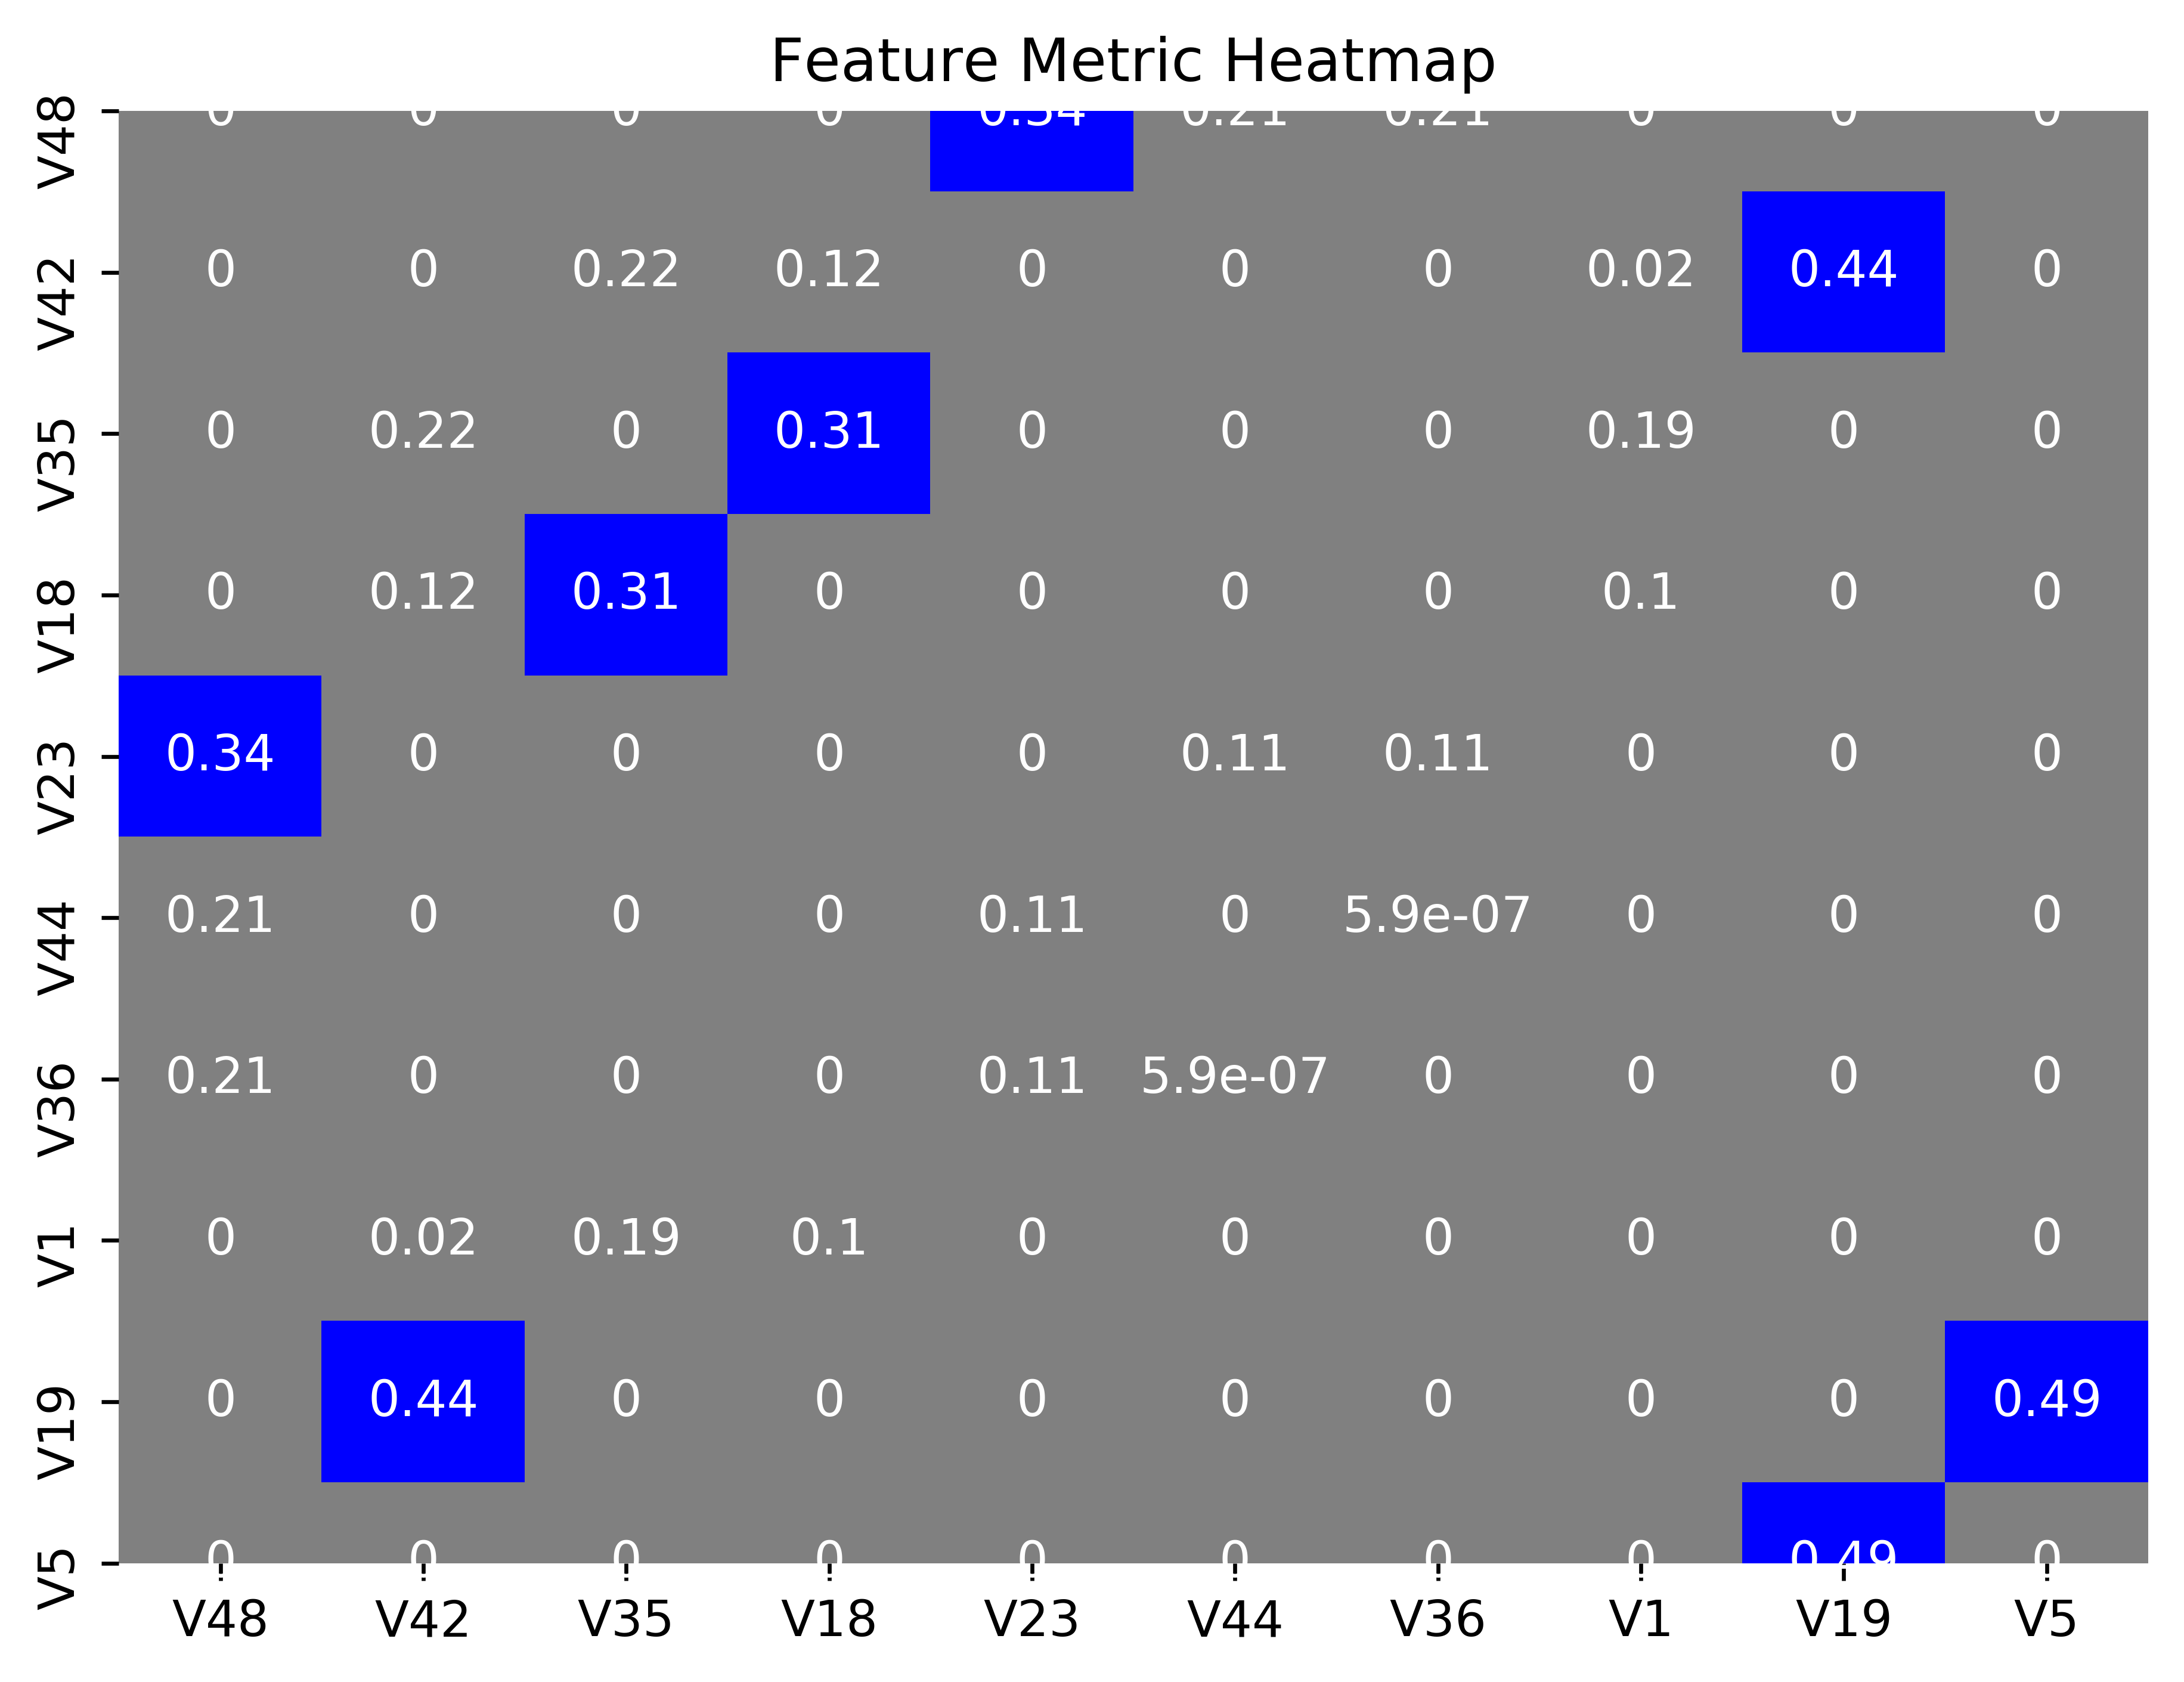 Feature Metric Heatmap
V48 0 0 0 0 0.34 0.21 0.21 0 0 0
V42 0 0 0.22 0.12 0 0 0 0.02 0.44 0
V35 0 0.22 0 0.31 0 0 0 0.19 0 0
V18 0 0.12 0.31 0 0 0 0 0.1 0 0
V23 0.34 0 0 0 0 0.11 0.11 0 0 0
V44 0.21 0 0 0 0.11 0 5.9e-07 0 0 0
V36 0.21 0 0 0 0.11 5.9e-07 0 0 0 0
V1 0 0.02 0.19 0.1 0 0 0 0 0 0
V19 0 0.44 0 0 0 0 0 0 0 0.49
V5 0 0 0 0 0 0 0 0 0.49 0
V48 V42 V35 V18 V23 V44 V36 V1 V19 V5